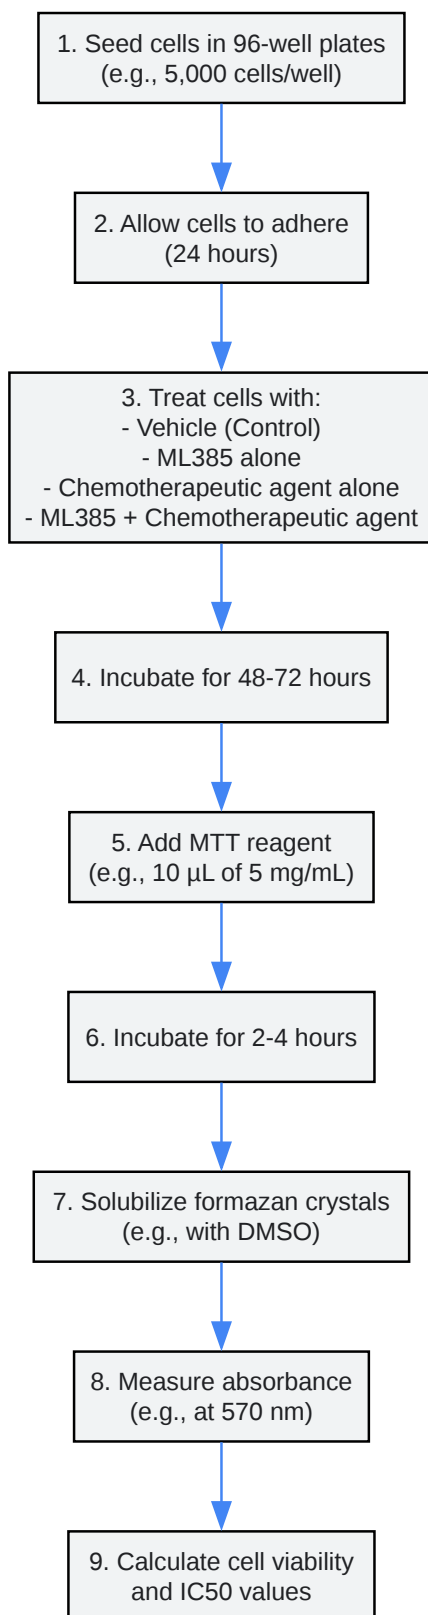 1. Seed cells in 96-well plates
(e.g., 5,000 cells/well)
2. Allow cells to adhere
(24 hours)
3. Treat cells with:
- Vehicle (Control)
- ML385 alone
- Chemotherapeutic agent alone
- ML385 + Chemotherapeutic agent
4. Incubate for 48-72 hours
5. Add MTT reagent
(e.g., 10 µL of 5 mg/mL)
6. Incubate for 2-4 hours
7. Solubilize formazan crystals
(e.g., with DMSO)
8. Measure absorbance
(e.g., at 570 nm)
9. Calculate cell viability
and IC50 values